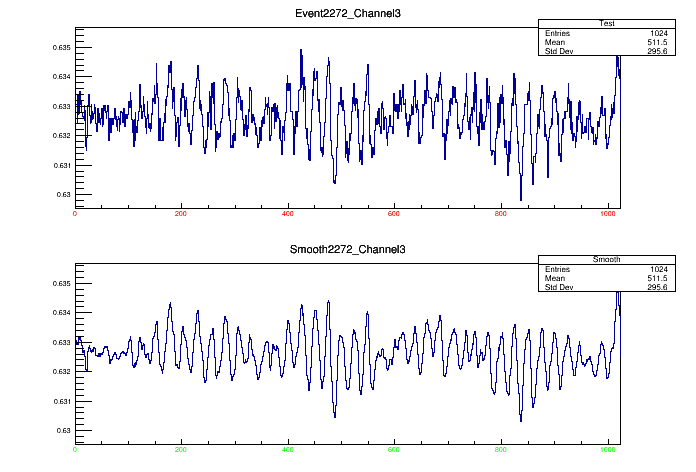 Event2272_Channel3
Test
Entries 1024
Mean 511.5
Std Dev 295.6
0.635
0.634
0.633
0.632
0.631
0.63
0 200 400 600 800 1000
Smooth2272_Channel3
Smooth
Entries 1024
Mean 511.5
Std Dev 295.6
0.635
0.634
0.633
0.632
0.631
0.63
0 200 400 600 800 1000